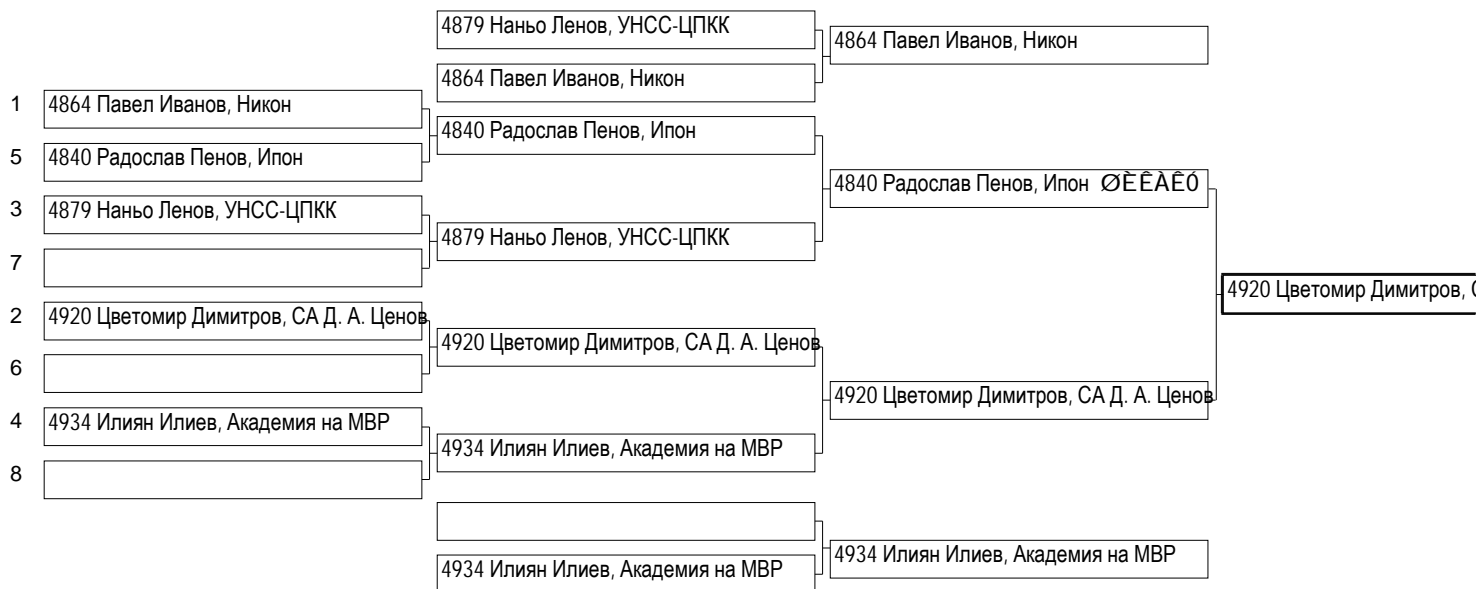 4879 Наньо Ленов, УНСС-ЦПКК
4864 Павел Иванов, Никон
4864 Павел Иванов, Никон
1 4864 Павел Иванов, Никон
4840 Радослав Пенов, Ипон
5 4840 Радослав Пенов, Ипон
4840 Радослав Пенов, Ипон ØÈÊÀÊÓ
3 4879 Наньо Ленов, УНСС-ЦПКК
4879 Наньо Ленов, УНСС-ЦПКК
7
4920 Цветомир Димитров,
2 4920 Цветомир Димитров, СА Д. А. Ценов
4920 Цветомир Димитров, СА Д. А. Ценов
6
4920 Цветомир Димитров, СА Д. А. Ценов
4 4934 Илиян Илиев, Академия на МВР
4934 Илиян Илиев, Академия на МВР
8
4934 Илиян Илиев, Академия на МВР
4934 Илиян Илиев, Академия на МВР